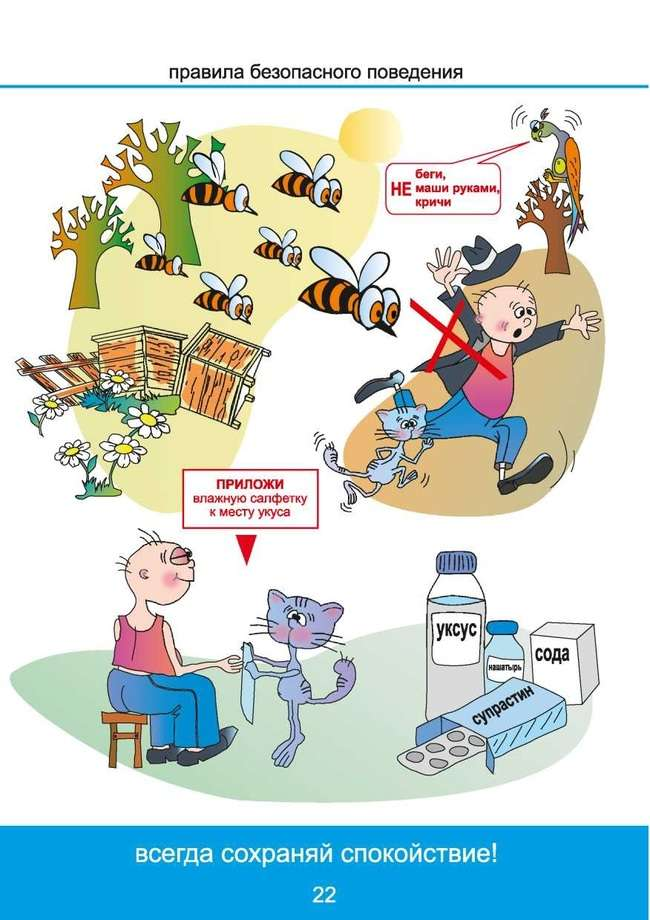 правила безопасного поведения
беги,
НЕ маши руками,
кричи
ПРИЛОЖИ
влажную салфетку
к месту укуса
уксус
нашатырь
сода
супрастин
всегда сохраняй спокойствие!
22